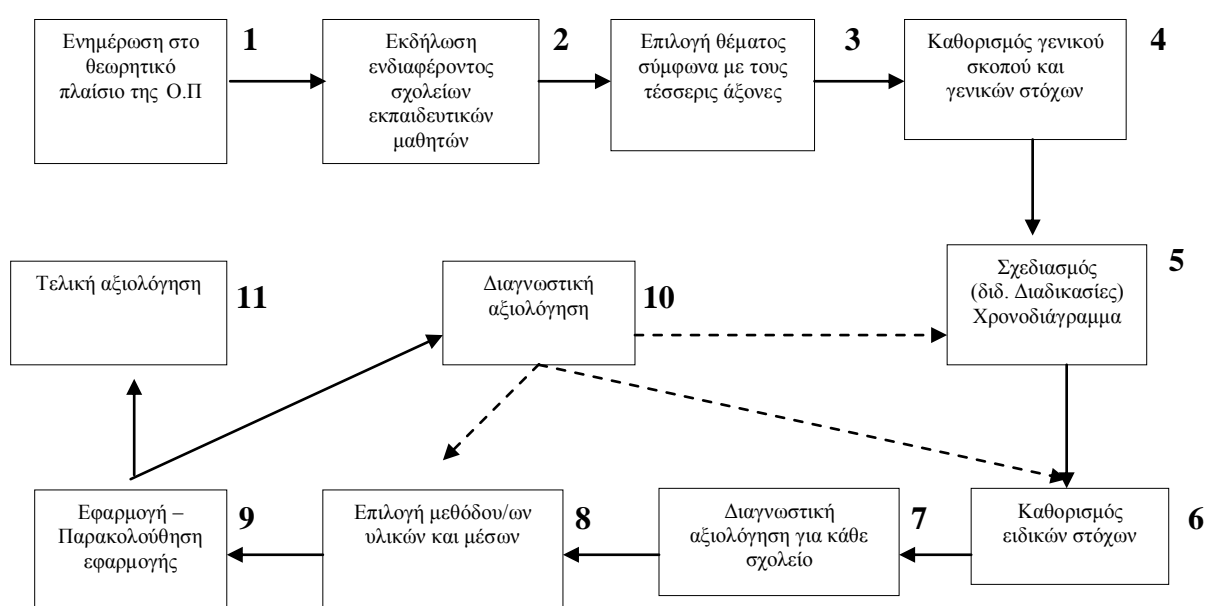 Ενημέρωση στο
θεωρητικό
πλαίσιο της Ο.Π
1
Εκδήλωση
ενδιαφέροντος
σχολείων
εκπαιδευτικών
μαθητών
2
Επιλογή θέματος
σύμφωνα με τους
τέσσερις άξονες
3
Καθορισμός γενικού
σκοπού και
γενικών στόχων
4
Σχεδιασμός
(διδ. Διαδικασίες)
Χρονοδιάγραμμα
5
Καθορισμός
ειδικών στόχων
6
Διαγνωστική
αξιολόγηση για κάθε
σχολείο
7
Επιλογή μεθόδου/ων
υλικών και μέσων
8
Εφαρμογή –
Παρακολούθηση
εφαρμογής
9
Διαγνωστική
αξιολόγηση
10
Τελική αξιολόγηση
11